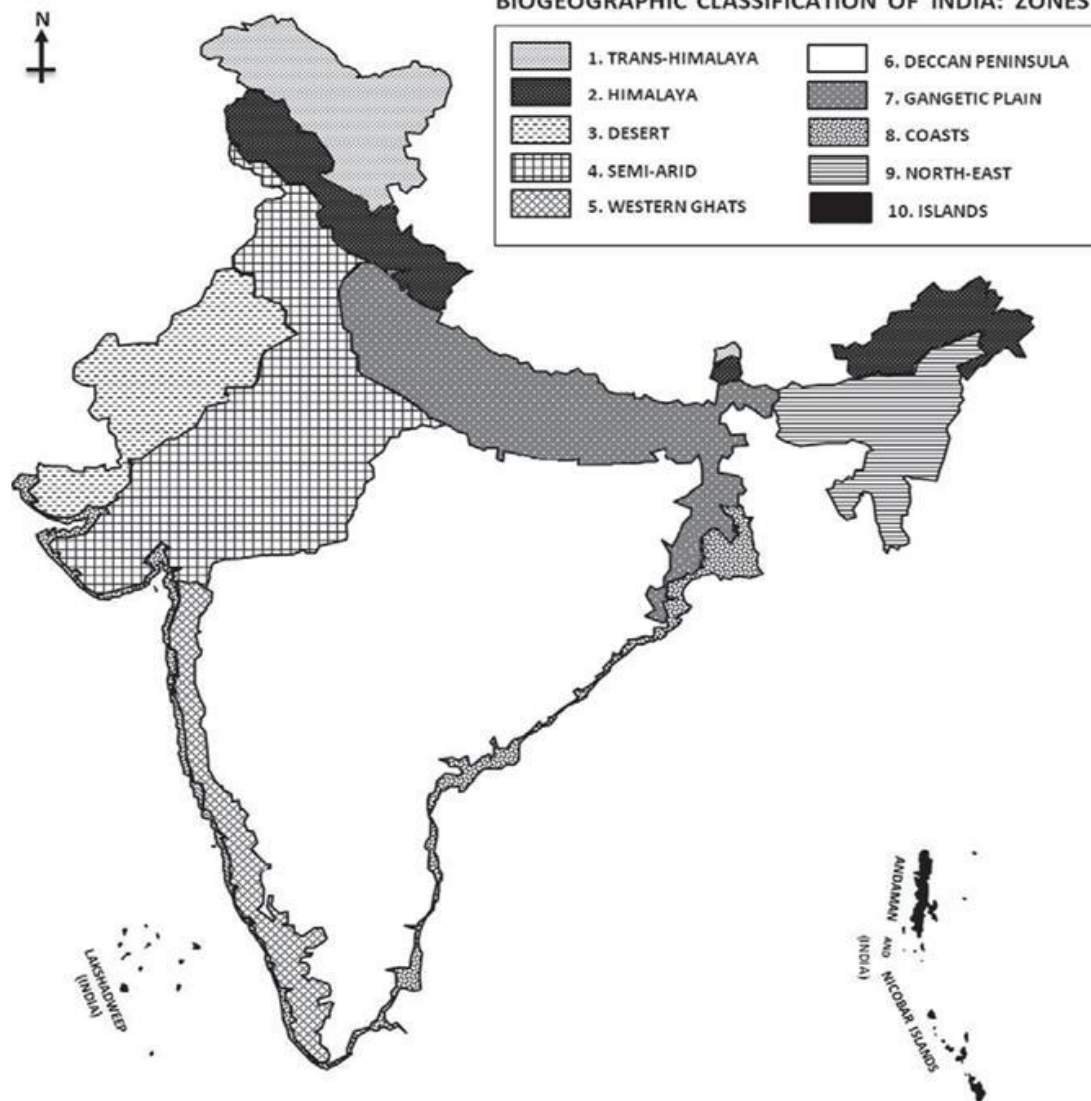 BIOGEOGRAPHIC CLASSIFICATION OF INDIA: ZONES
N
1. TRANS-HIMALAYA
2. HIMALAYA
3. DESERT
4. SEMI-ARID
5. WESTERN GHATS
6. DECCAN PENINSULA
7. GANGETIC PLAIN
8. COASTS
9. NORTH-EAST
10. ISLANDS
LAKSHADWEEP
(INDIA)
ANDAMAN AND NICOBAR ISLANDS
(INDIA)